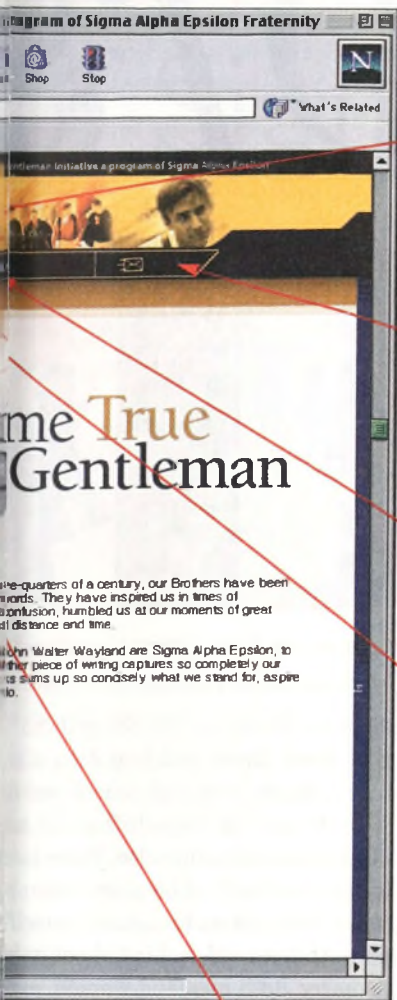 gram of Sigma Alpha Epsilon Fraternity
Shop
Stop
N
What's Related
ntleman Initiative a program of Sigma Alpha Epsilon
me True
Gentleman
e-quarters of a century, our Brothers have been
words. They have inspired us in times of
confusion, humbled us at our moments of great
distance and time.
John Walter Wayland are Sigma Alpha Epsilon, to
ther piece of writing captures so completely our
s sums up so concisely what we stand for, aspire
to.